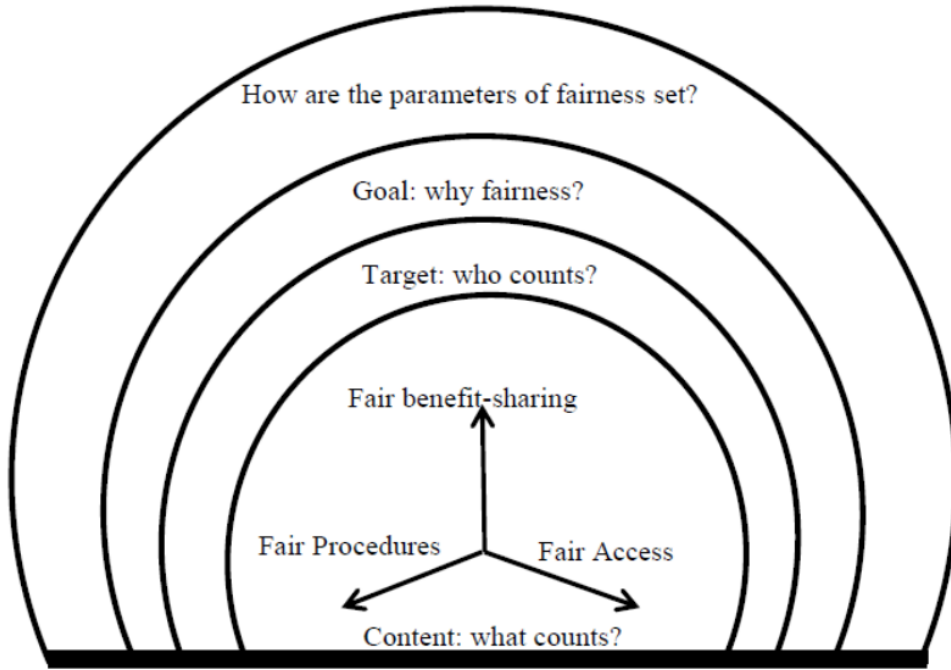 How are the parameters of fairness set?
Goal: why fairness?
Target: who counts?
Fair benefit-sharing
Fair Procedures
Fair Access
Content: what counts?